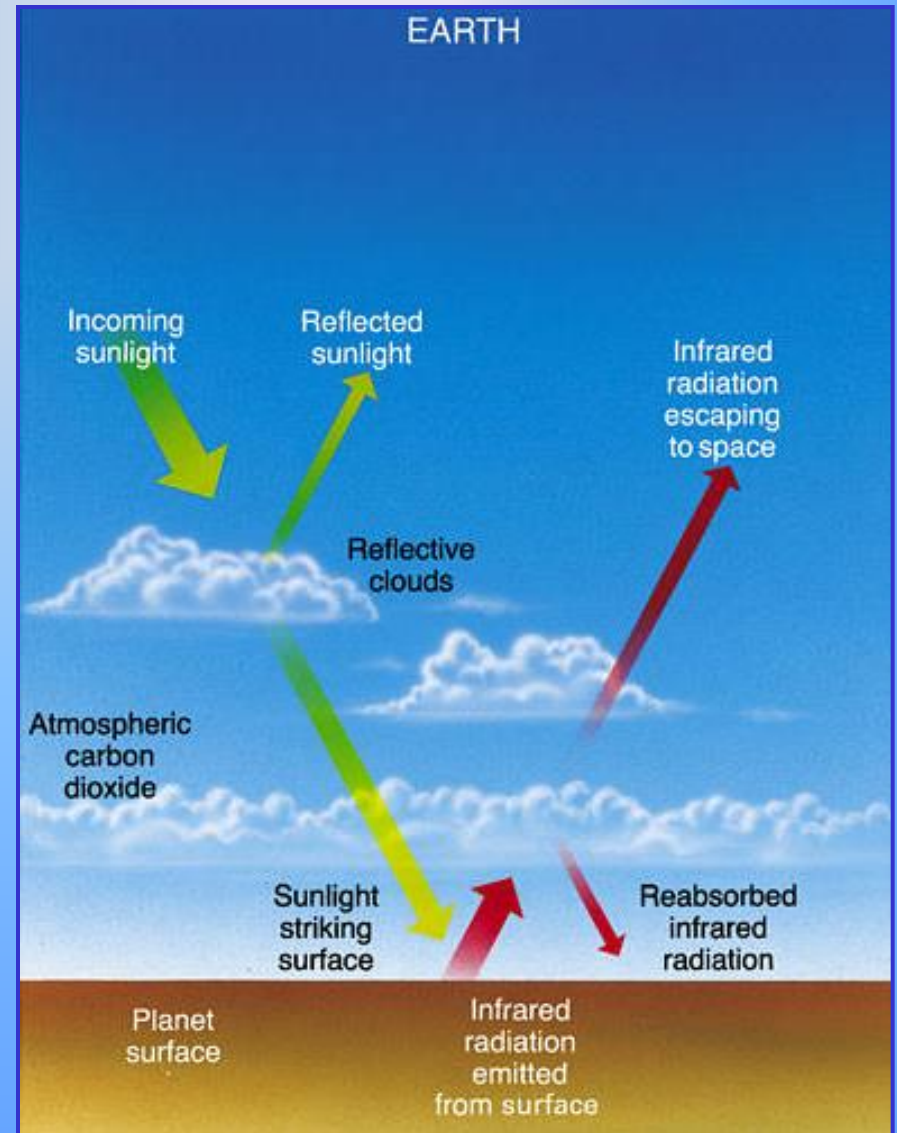 EARTH
Incoming
sunlight
Reflected
sunlight
Infrared
radiation
escaping
to space
Reflective
clouds
Atmospheric
carbon
dioxide
Sunlight
striking
surface
Reabsorbed
infrared
radiation
Planet
surface
Infrared
radiation
emitted
from surface